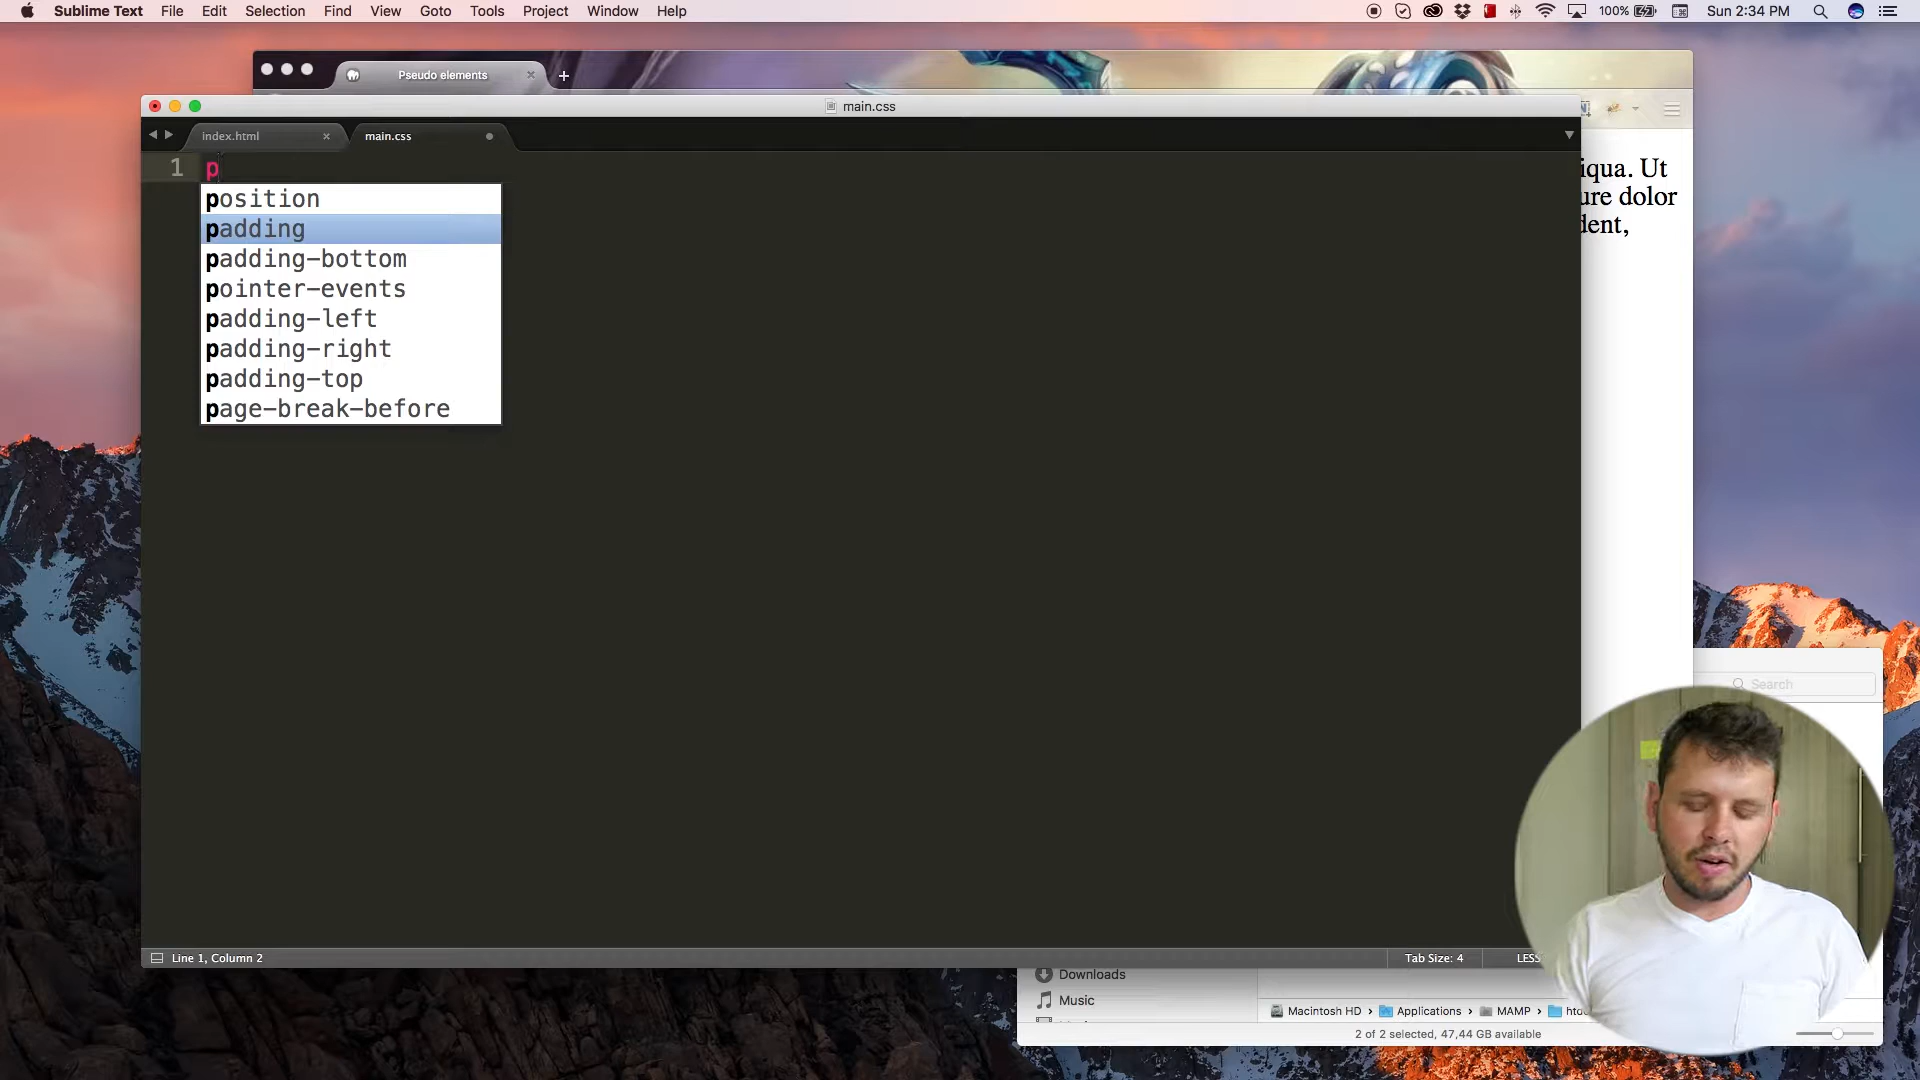 Sublime Text File Edit Selection Find View Goto Tools Project Window Help 100% Sun 2:34 PM
Pseudo elements
main.css
index.html main.css
1 p
position
padding
padding-bottom
pointer-events
padding-left
padding-right
padding-top
page-break-before
iqua. Ut
ure dolor
dent,
Search
Line 1, Column 2 Tab Size: 4 LESS
Downloads
Music
Macintosh HD Applications MAMP
2 of 2 selected, 47,44 GB available